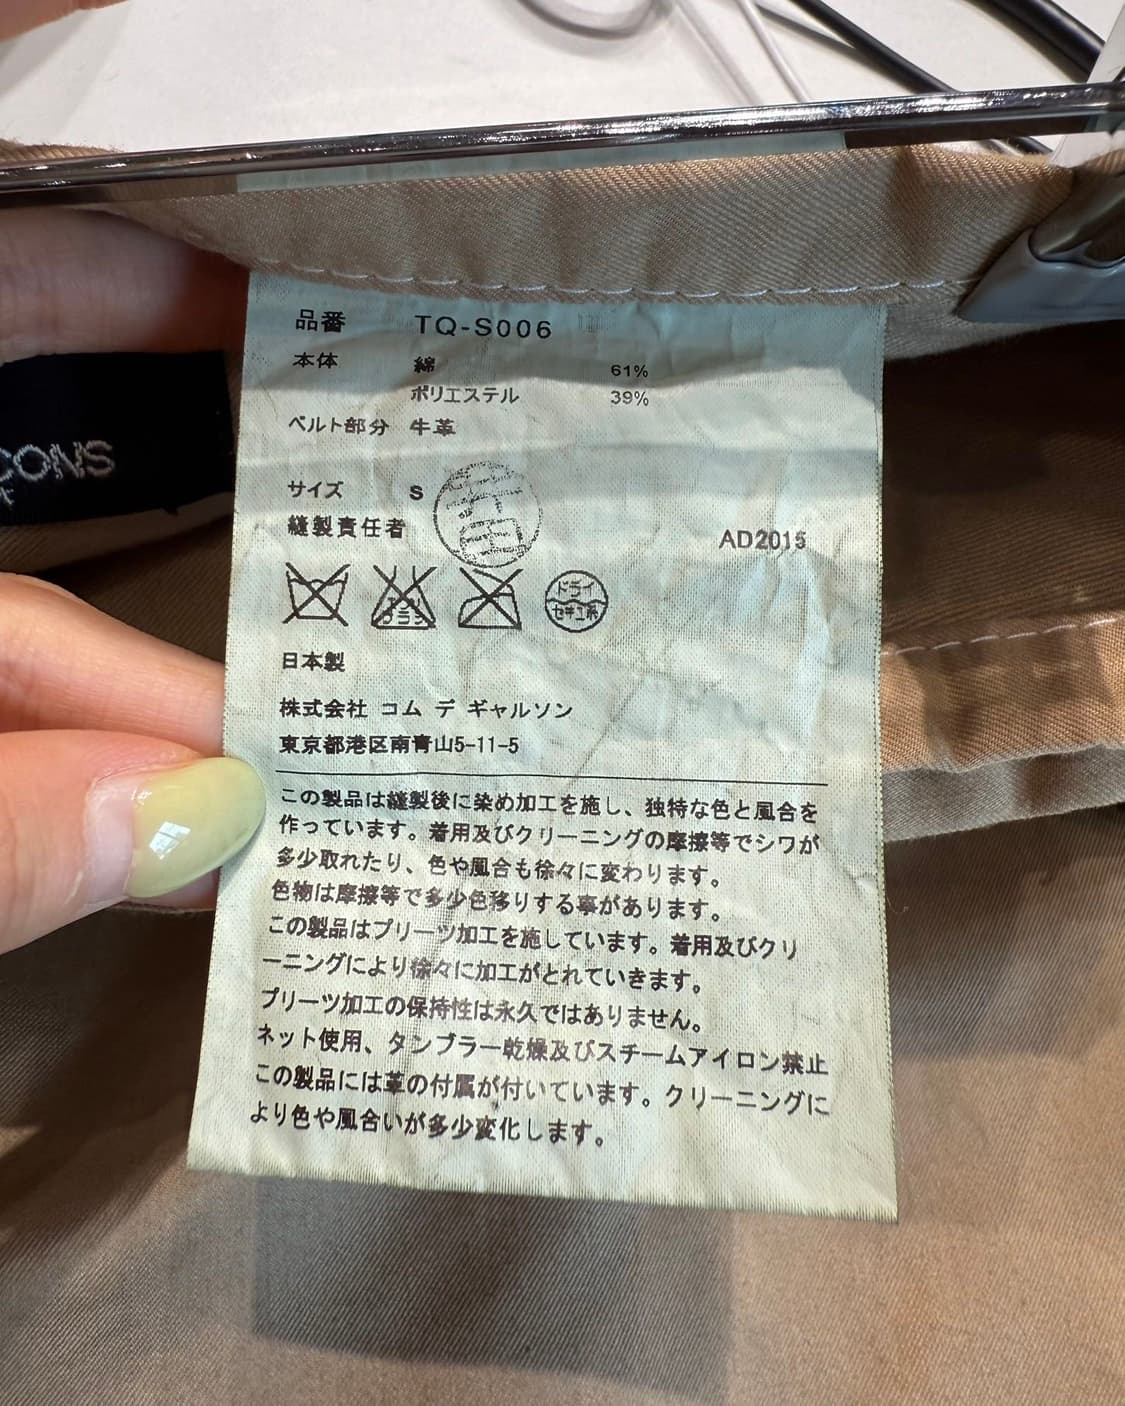 CONS
品番 TQ-S006
本体 綿 61%
ポリエステル 39%
ベルト部分 牛革
サイズ S
縫製責任者
AD2015
ドライ
セキユ系
日本製
株式会社 コム デ ギャルソン
東京都港区南青山5-11-5
この製品は縫製後に染め加工を施し、独特な色と風合を
作っています。着用及びクリーニングの摩擦等でシワが
多少取れたり、色や風合も徐々に変わります。
色物は摩擦等で多少色移りする事があります。
この製品はプリーツ加工を施しています。着用及びクリ
ーニングにより徐々に加工がとれていきます。
プリーツ加工の保持性は永久ではありません。
ネット使用、タンブラー乾燥及びスチームアイロン禁止
この製品には革の付属が付いています。クリーニングに
より色や風合いが多少変化します。